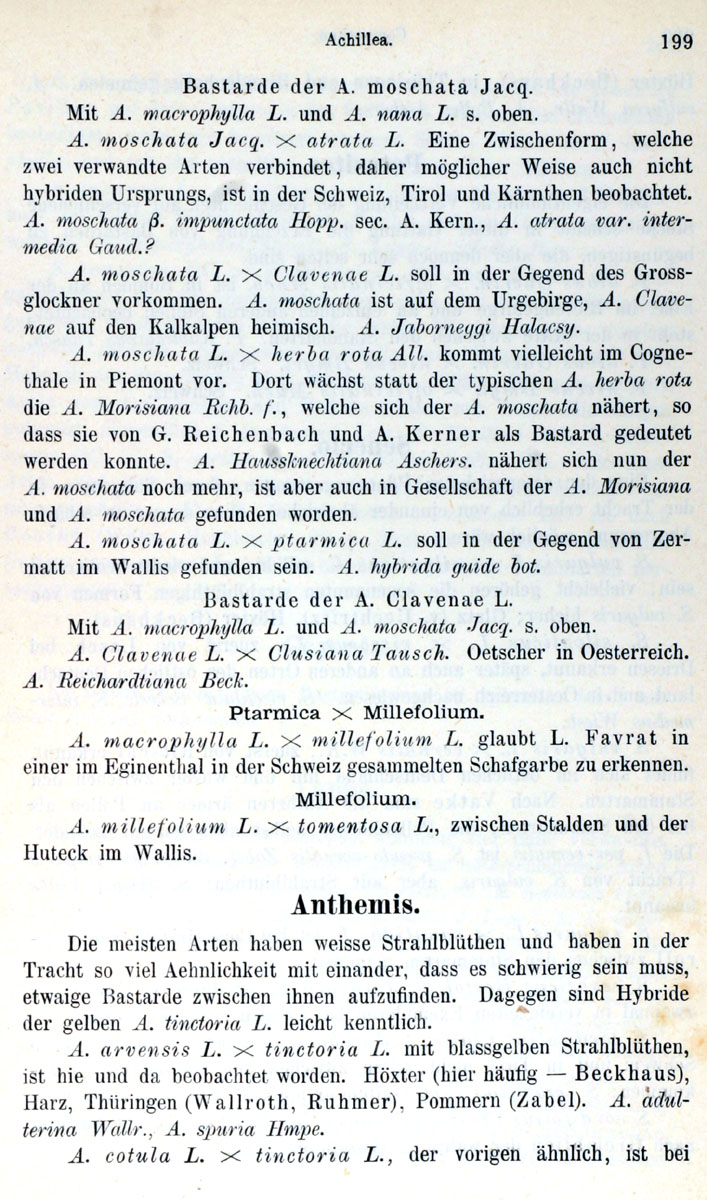 Achillea. 199
Bastarde der A. moschata Jacq.
Mit A. macrophylla L. und A. nana L. s. oben.
A. moschata Jacq. × atrata L. Eine Zwischenform, welche
zwei verwandte Arten verbindet, daher möglicher Weise auch nicht
hybriden Ursprungs, ist in der Schweiz, Tirol und Kärnthen beobachtet.
A. moschata β. impunctata Hopp. sec. A. Kern., A. atrata var. inter-
media Gaud.?
A. moschata L. × Clavenae L. soll in der Gegend des Gross-
glockner vorkommen. A. moschata ist auf dem Urgebirge, A. Clave-
nae auf den Kalkalpen heimisch. A. Jaborneygi Halacsy.
A. moschata L. × herba rota All. kommt vielleicht im Cogne-
thale in Piemont vor. Dort wächst statt der typischen A. herba rota
die A. Morisiana Rchb. f., welche sich der A. moschata nähert, so
dass sie von G. Reichenbach und A. Kerner als Bastard gedeutet
werden konnte. A. Haussknechtiana Aschers. nähert sich nun der
A. moschata noch mehr, ist aber auch in Gesellschaft der A. Morisiana
und A. moschata gefunden worden.
A. moschata L. × ptarmica L. soll in der Gegend von Zer-
matt im Wallis gefunden sein. A. hybrida guide bot.
Bastarde der A. Clavenae L.
Mit A. macrophylla L. und A. moschata Jacq. s. oben.
A. Clavenae L. × Clusiana Tausch. Oetscher in Oesterreich.
A. Reichardtiana Beck.
Ptarmica × Millefolium.
A. macrophylla L. × millefolium L. glaubt L. Favrat in
einer im Eginenthal in der Schweiz gesammelten Schafgarbe zu erkennen.
Millefolium.
A. millefolium L. × tomentosa L., zwischen Stalden und der
Huteck im Wallis.
Anthemis.
Die meisten Arten haben weisse Strahlblüthen und haben in der
Tracht so viel Aehnlichkeit mit einander, dass es schwierig sein muss,
etwaige Bastarde zwischen ihnen aufzufinden. Dagegen sind Hybride
der gelben A. tinctoria L. leicht kenntlich.
A. arvensis L. × tinctoria L. mit blassgelben Strahlblüthen,
ist hie und da beobachtet worden. Höxter (hier häufig — Beckhaus),
Harz, Thüringen (Wallroth, Ruhmer), Pommern (Zabel). A. adul-
terina Wallr., A. spuria Hmpe.
A. cotula L. × tinctoria L., der vorigen ähnlich, ist bei